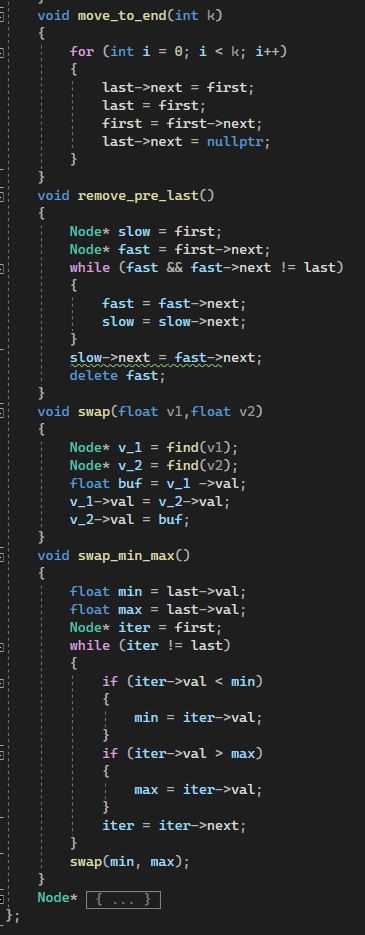 void move_to_end(int k)
{
for (int i = 0; i < k; i++)
{
last->next = first;
last = first;
first = first->next;
last->next = nullptr;
}
}
void remove_pre_last()
{
Node* slow = first;
Node* fast = first->next;
while (fast && fast->next != last)
{
fast = fast->next;
slow = slow->next;
}
slow->next = fast->next;
delete fast;
}
void swap(float v1,float v2)
{
Node* v_1 = find(v1);
Node* v_2 = find(v2);
float buf = v_1 ->val;
v_1->val = v_2->val;
v_2->val = buf;
}
void swap_min_max()
{
float min = last->val;
float max = last->val;
Node* iter = first;
while (iter != last)
{
if (iter->val < min)
{
min = iter->val;
}
if (iter->val > max)
{
max = iter->val;
}
iter = iter->next;
}
swap(min, max);
}
Node* { ... }
};